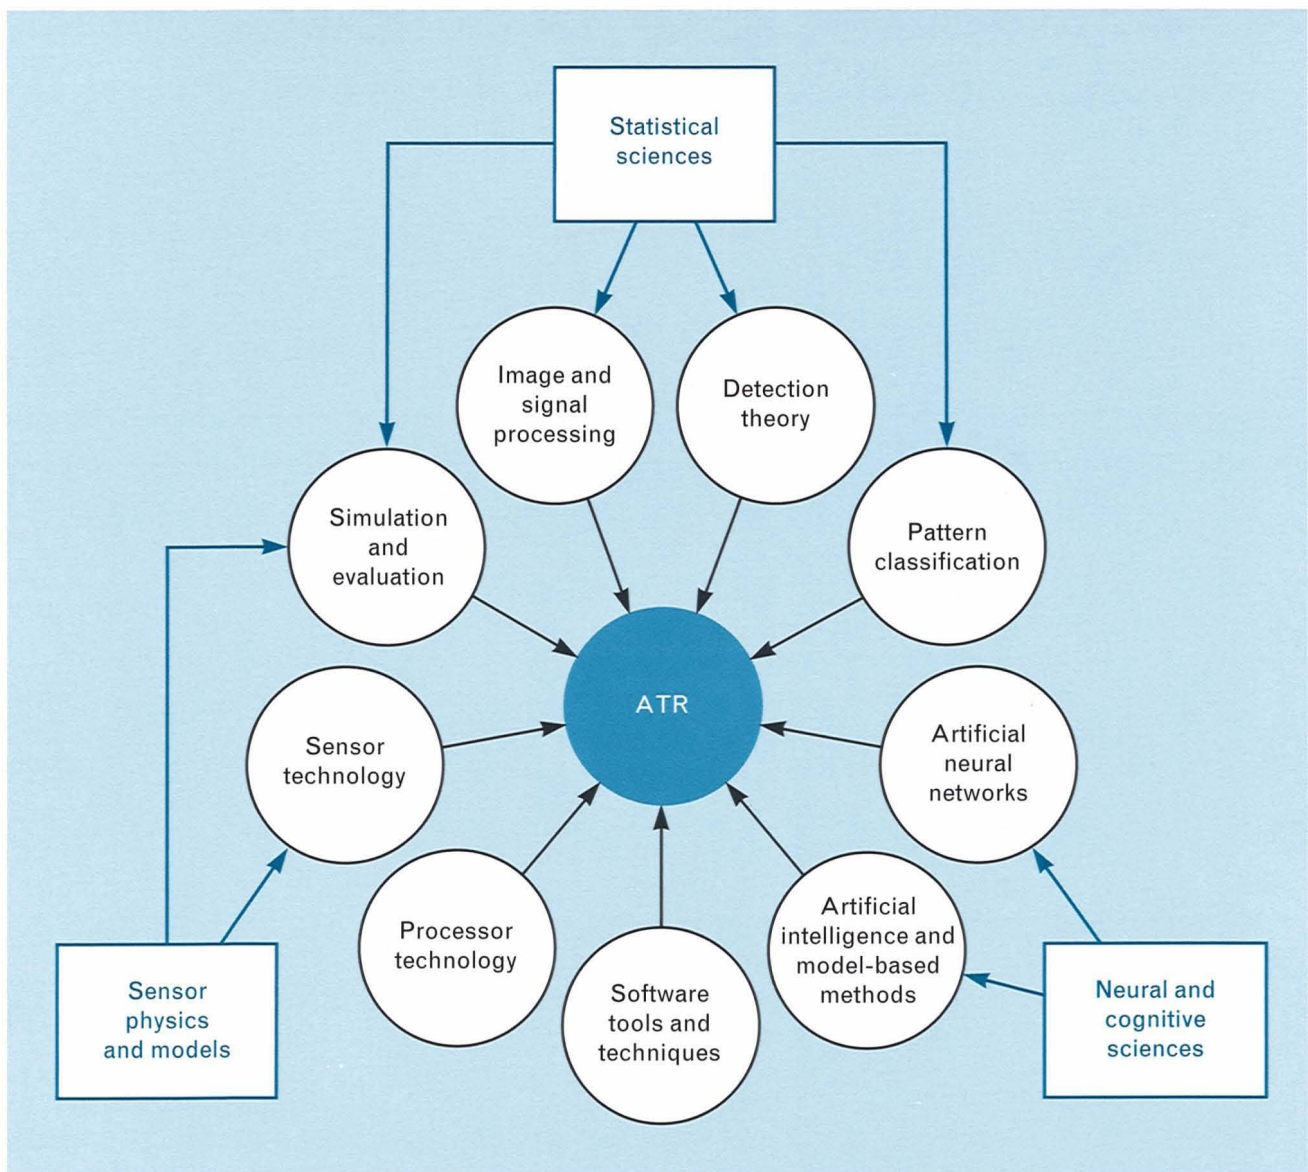 Statistical
sciences
Image and
signal
processing
Detection
theory
Simulation
and
evaluation
Pattern
classification
ATR
Sensor
technology
Artificial
neural
networks
Processor
technology
Software
tools and
techniques
Artificial
intelligence and
model-based
methods
Sensor
physics
and models
Neural and
cognitive
sciences